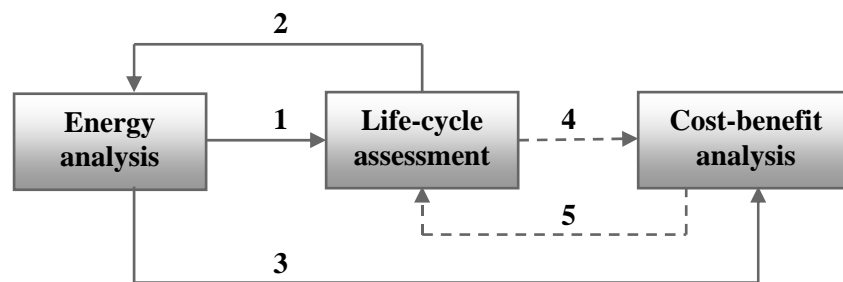 2
Energy
analysis
1
Life-cycle
assessment
4
Cost-benefit
analysis
5
3